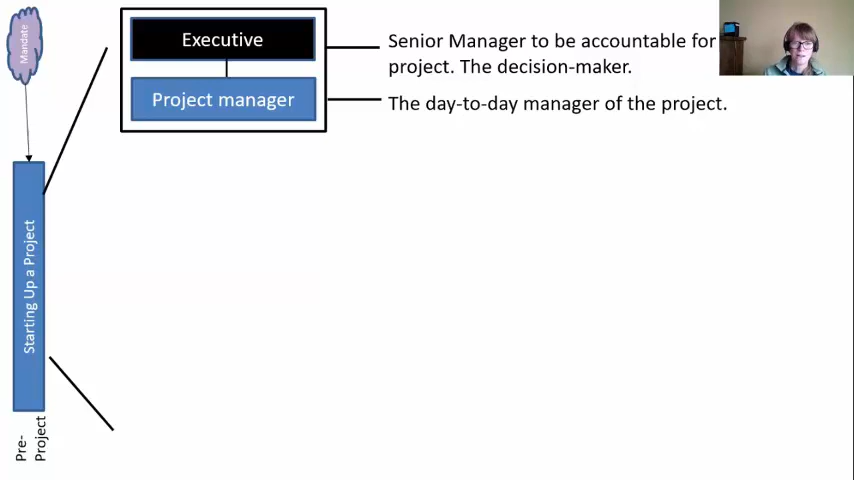 Mandate
Executive
Project manager
Senior Manager to be accountable for
project. The decision-maker.
The day-to-day manager of the project.
Starting Up a Project
Pre-
Project